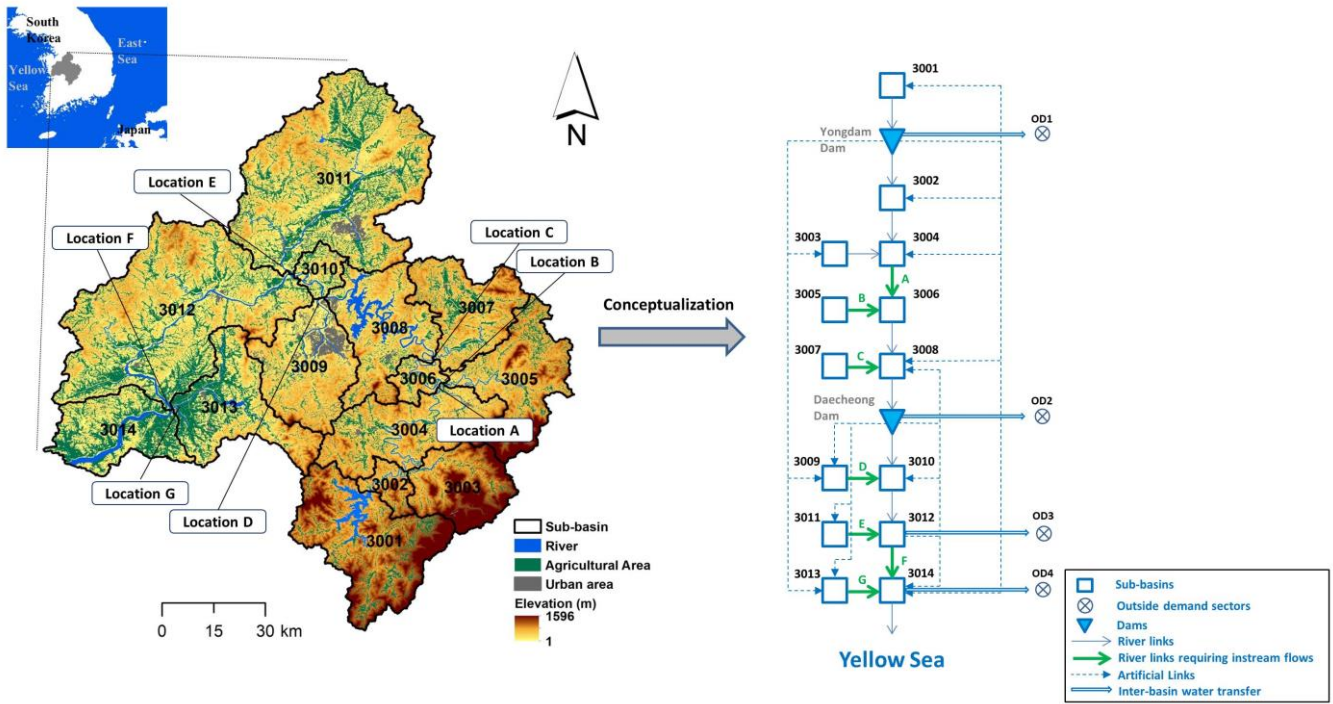 South
Korea
East-
Sea
Yellow
Sea
Japan
N
Location E
Location F
Location C
Location B
Location A
Location G
Location D
3011
3010
3012
3007
3008
3009
3006
3005
3013
3004
3014
3002
3003
3001
Sub-basin
River
Agricultural Area
Urban area
Elevation (m)
1596
1
0 15 30 km
Conceptualization
3001
Yongdam
Dam
OD1
3002
3003
3004
A
3005
B
3006
3007
C
3008
Daecheong
Dam
OD2
3009
D
3010
3011
E
3012
OD3
F
3013
G
3014
OD4
Yellow Sea
Sub-basins
Outside demand sectors
Dams
River links
River links requiring instream flows
Artificial Links
Inter-basin water transfer